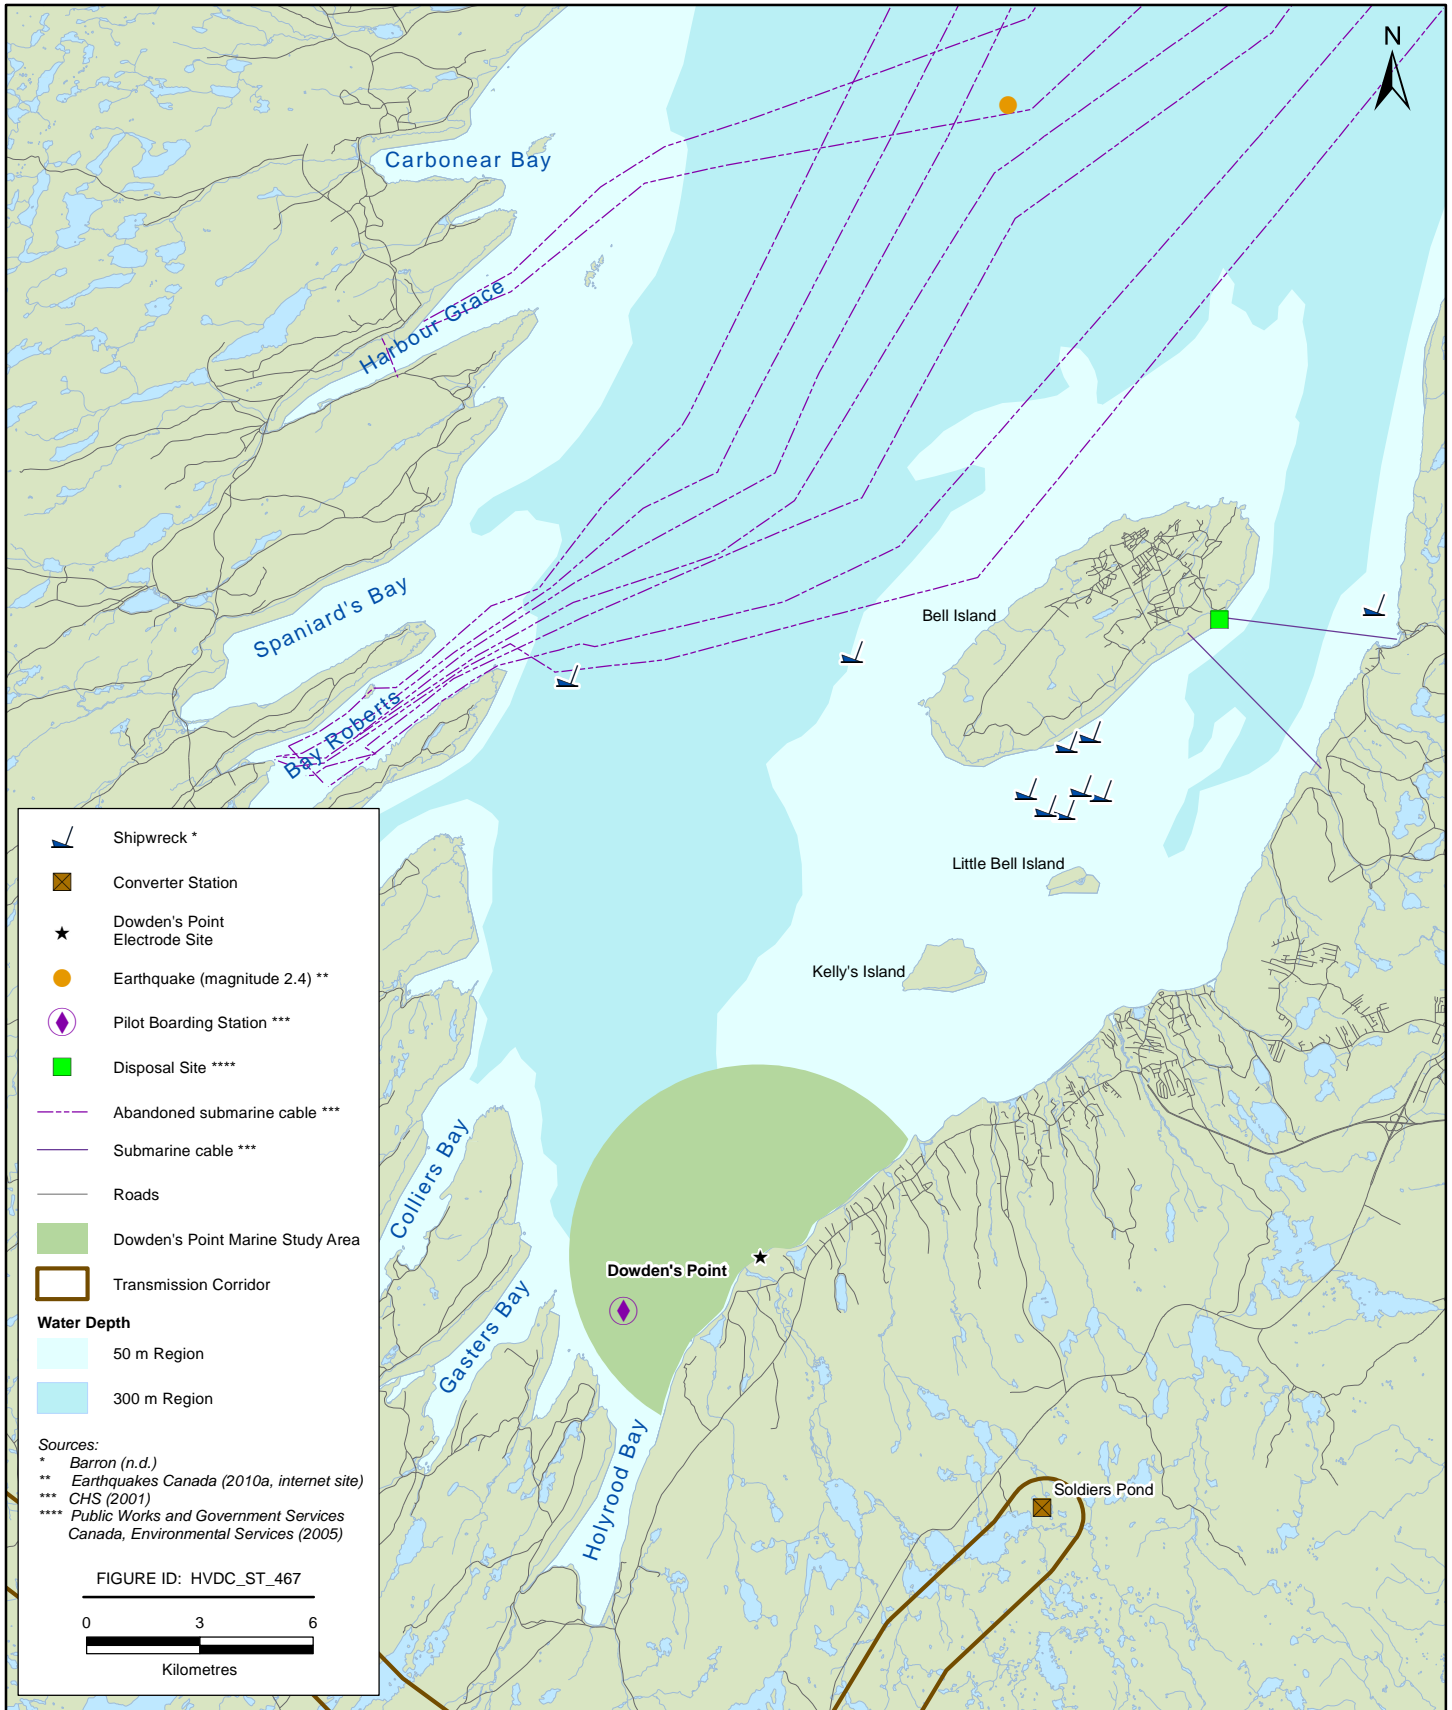 N
Carbonear Bay
Harbour Grace
Spaniard's Bay
Bay Roberts
Bell Island
Little Bell Island
Kelly's Island
Colliers Bay
Gasters Bay
Holyrood Bay
Dowden's Point
Soldiers Pond
Shipwreck *
Converter Station
Dowden's Point
Electrode Site
Earthquake (magnitude 2.4) **
Pilot Boarding Station ***
Disposal Site ****
Abandoned submarine cable ***
Submarine cable ***
Roads
Dowden's Point Marine Study Area
Transmission Corridor
Water Depth
50 m Region
300 m Region
Sources:
* Barron (n.d.)
** Earthquakes Canada (2010a, internet site)
*** CHS (2001)
**** Public Works and Government Services
Canada, Environmental Services (2005)
FIGURE ID: HVDC_ST_467
0 3 6
Kilometres